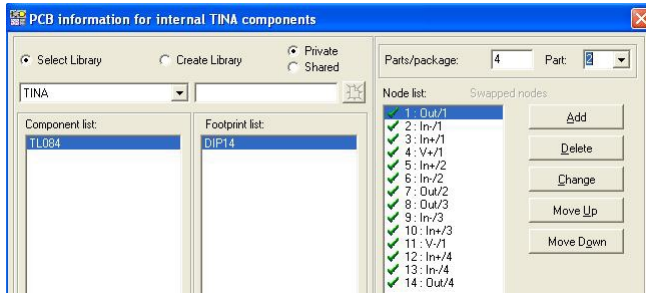 PCB information for internal TINA components
Select Library
Create Library
Private
Shared
TINA
Component list:
TL084
Footprint list:
DIP14
Parts/package: 4 Part: 2
Node list: Swapped nodes
1 : Out/1
2 : In-/1
3 : In+/1
4 : V+/1
5 : In+/2
6 : In-/2
7 : Out/2
8 : Out/3
9 : In-/3
10 : In+/3
11 : V-/1
12 : In+/4
13 : In-/4
14 : Out/4
Add
Delete
Change
Move Up
Move Down